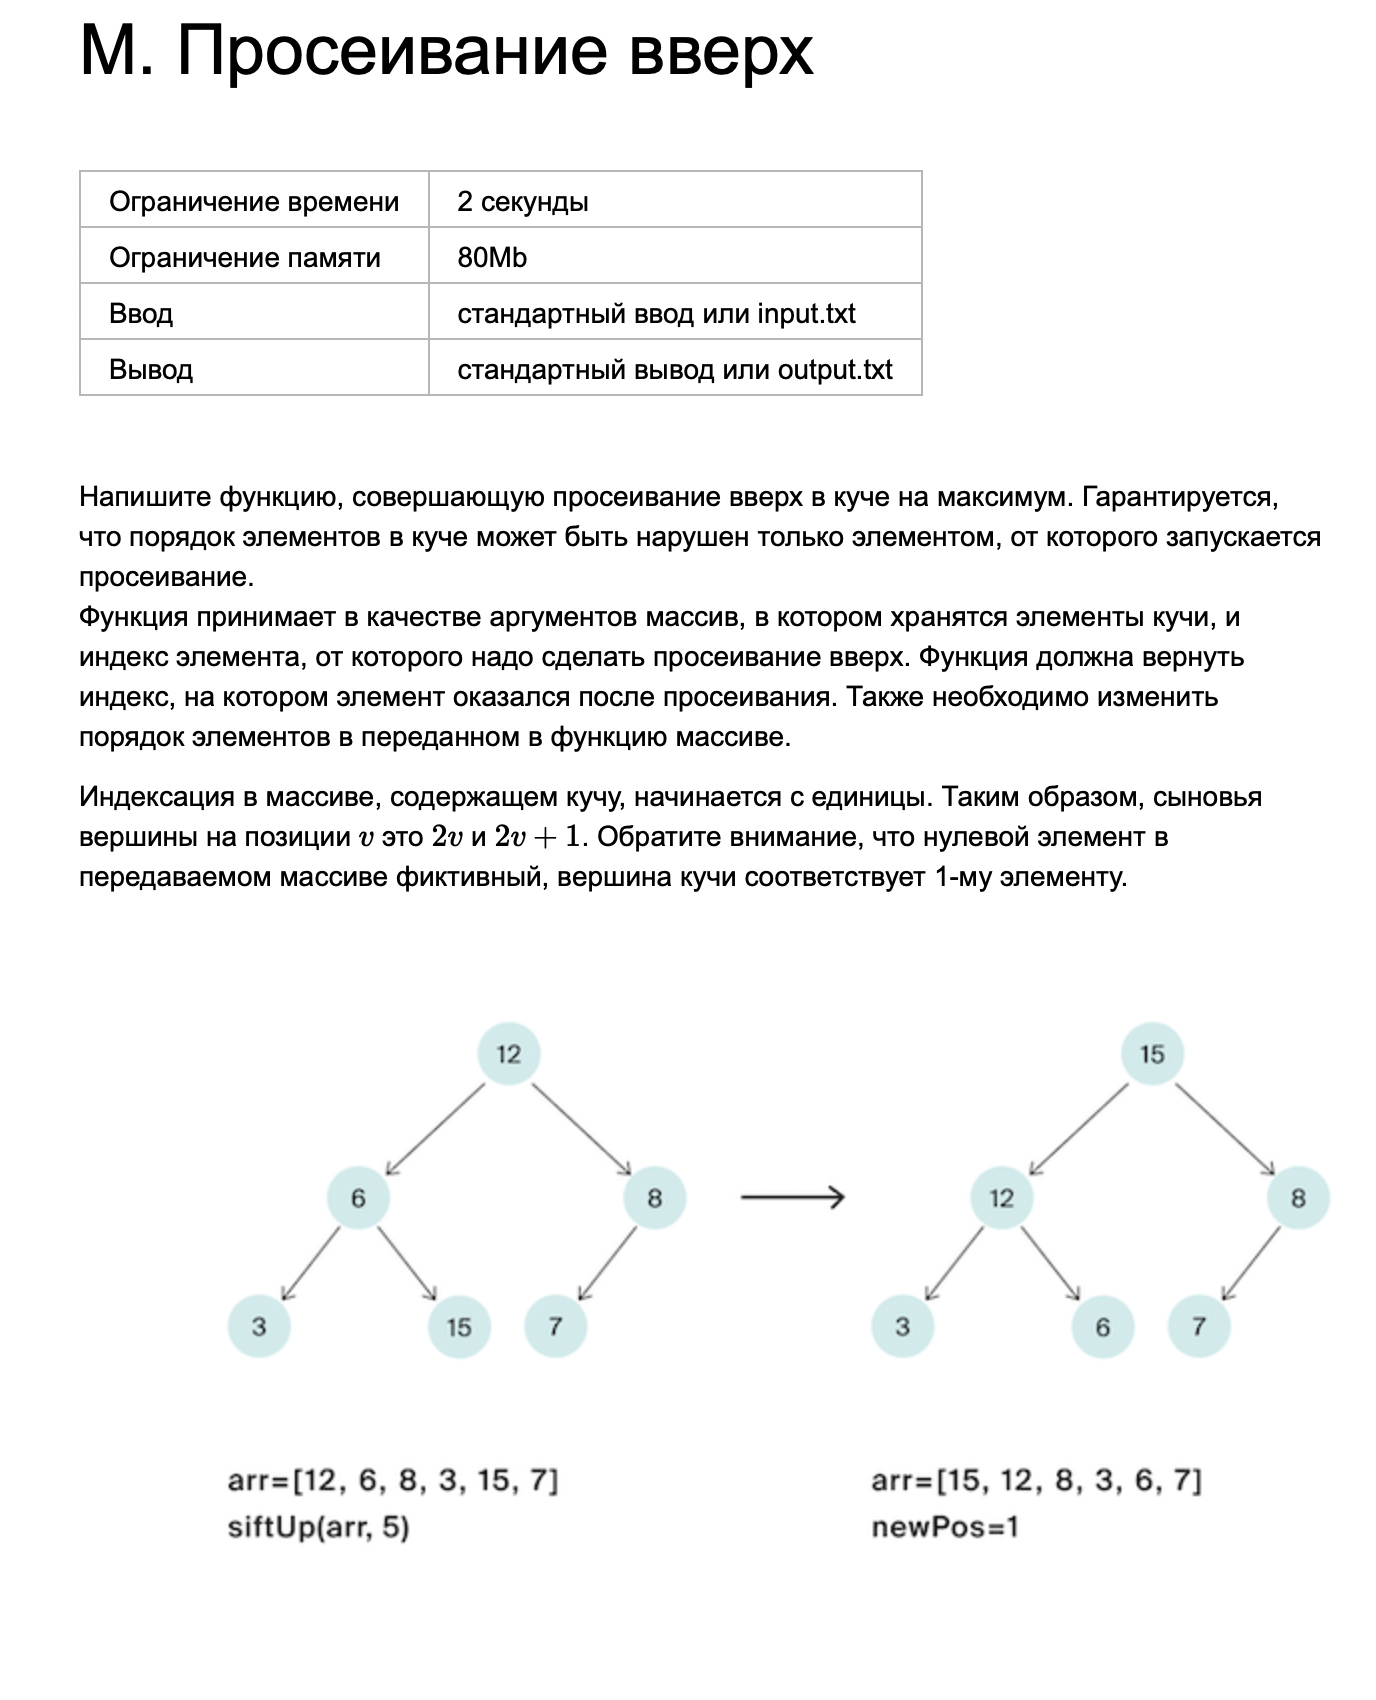 M. Просеивание вверх
Ограничение времени 2 секунды
Ограничение памяти 80Mb
Ввод стандартный ввод или input.txt
Вывод стандартный вывод или output.txt
Напишите функцию, совершающую просеивание вверх в куче на максимум. Гарантируется,
что порядок элементов в куче может быть нарушен только элементом, от которого запускается
просеивание.
Функция принимает в качестве аргументов массив, в котором хранятся элементы кучи, и
индекс элемента, от которого надо сделать просеивание вверх. Функция должна вернуть
индекс, на котором элемент оказался после просеивания. Также необходимо изменить
порядок элементов в переданном в функцию массиве.
Индексация в массиве, содержащем кучу, начинается с единицы. Таким образом, сыновья
вершины на позиции v это 2v и 2v + 1. Обратите внимание, что нулевой элемент в
передаваемом массиве фиктивный, вершина кучи соответствует 1-му элементу.
12 15
6 8 12 8
3 15 7 3 6 7
arr=[12, 6, 8, 3, 15, 7] arr=[15, 12, 8, 3, 6, 7]
siftUp(arr, 5) newPos=1